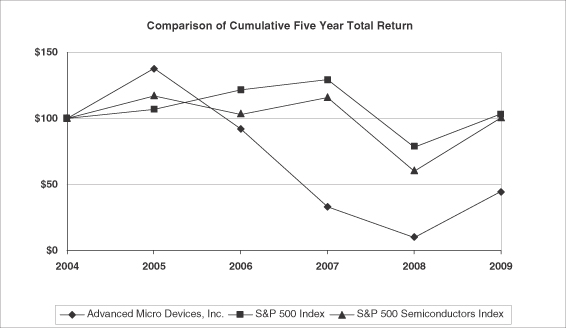 Comparison of Cumulative Five Year Total Return
$150
$100
$50
$0
2004 2005 2006 2007 2008 2009
Advanced Micro Devices, Inc. S&P 500 Index S&P 500 Semiconductors Index